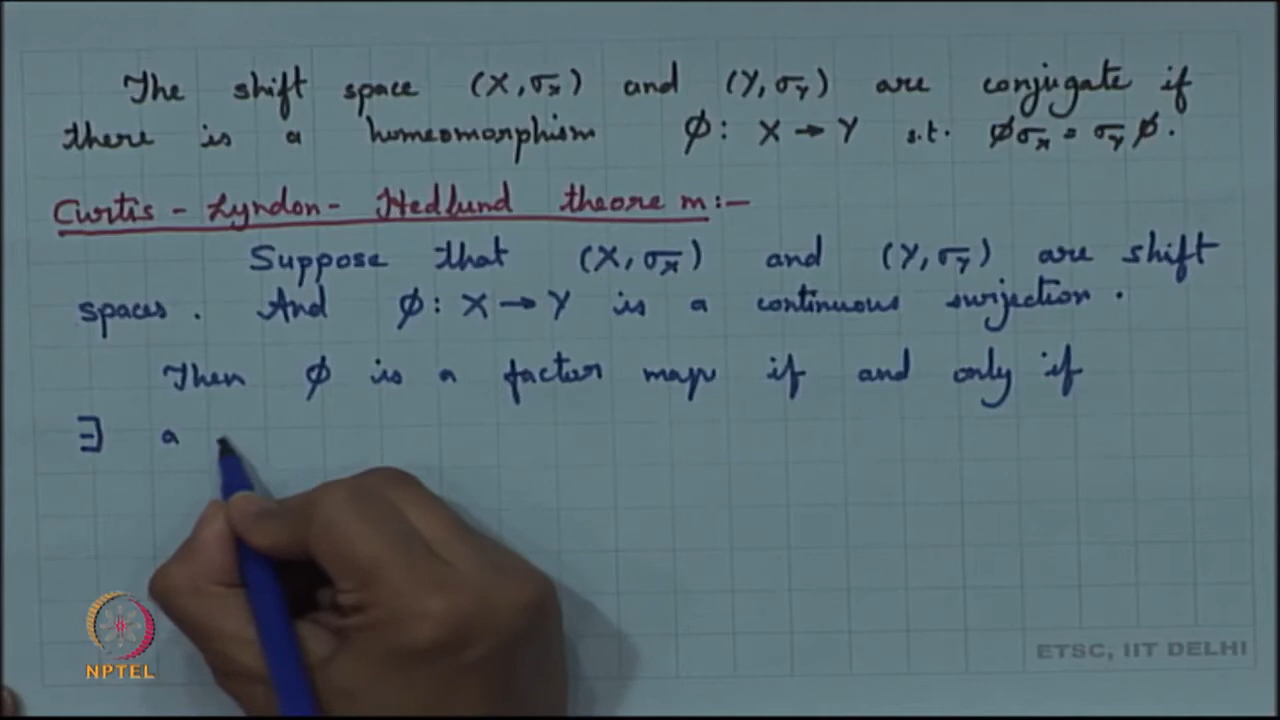 The shift space (X, σ_X) and (Y, σ_Y) are conjugate if
there is a homeomorphism ∅ : X → Y s.t. ∅σ_X = σ_Y ∅.
Curtis - Lyndon - Hedlund theorem :-
Suppose that (X, σ_X) and (Y, σ_Y) are shift
spaces. And ∅ : X → Y is a continuous surjection.
Then ∅ is a factor map if and only if
∃ a
NPTEL
ETSC, IIT DELHI